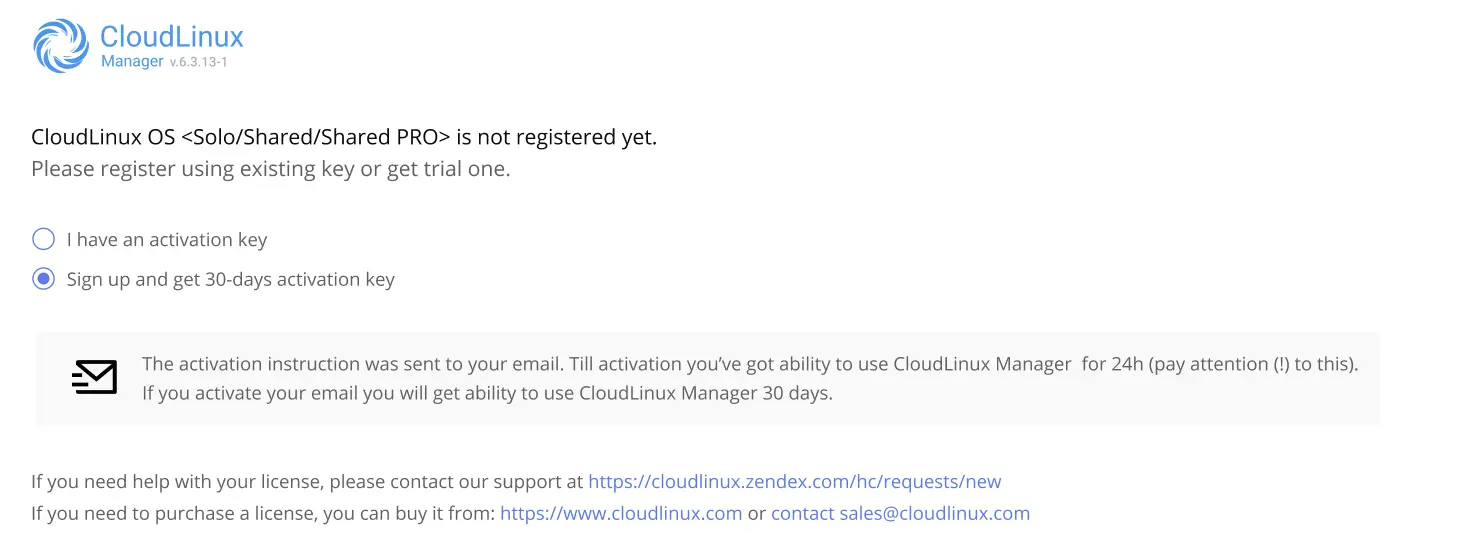 CloudLinux
Manager v.6.3.13-1
CloudLinux OS <Solo/Shared/Shared PRO> is not registered yet.
Please register using existing key or get trial one.
I have an activation key
Sign up and get 30-days activation key
The activation instruction was sent to your email. Till activation you’ve got ability to use CloudLinux Manager  for 24h (pay attention (!) to this).
If you activate your email you will get ability to use CloudLinux Manager 30 days.
If you need help with your license, please contact our support at https://cloudlinux.zendex.com/hc/requests/new
If you need to purchase a license, you can buy it from: https://www.cloudlinux.com or contact sales@cloudlinux.com